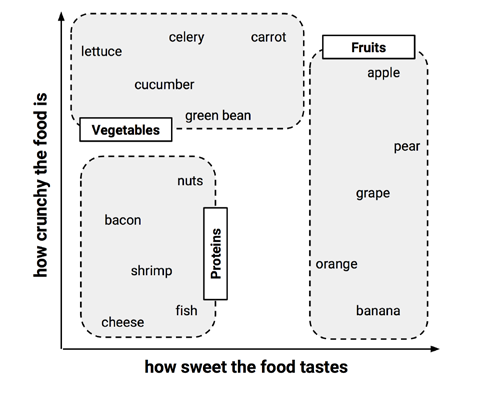 how crunchy the food is
lettuce
celery
carrot
cucumber
green bean
Vegetables
Fruits
apple
pear
grape
orange
banana
nuts
bacon
shrimp
fish
cheese
Proteins
how sweet the food tastes